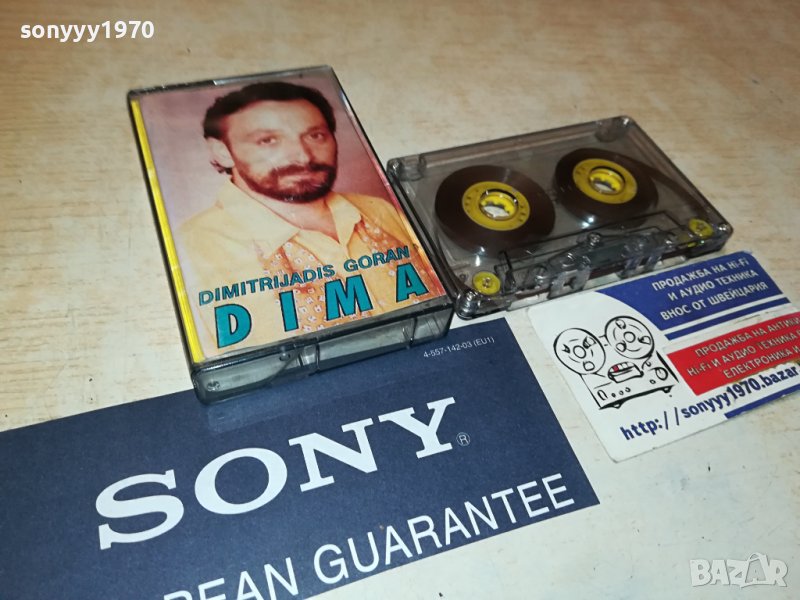 sonyyy1970
DIMITRIJADIS GORAN
DIMA
ПРОДАЖБА НА Hi-Fi
И АУДИО ТЕХНИКА
ВНОС ОТ ШВЕЙЦАРИЯ
ПРОДАЖБА НА АНТИК
Hi-Fi И АУДИО ТЕХНИКА
ЕЛЕКТРОНИКА И
http://sonyyy1970.bazar
4-557-142-03 (EU1)
SONY®
PEAN GUARANTEE
BAZAR